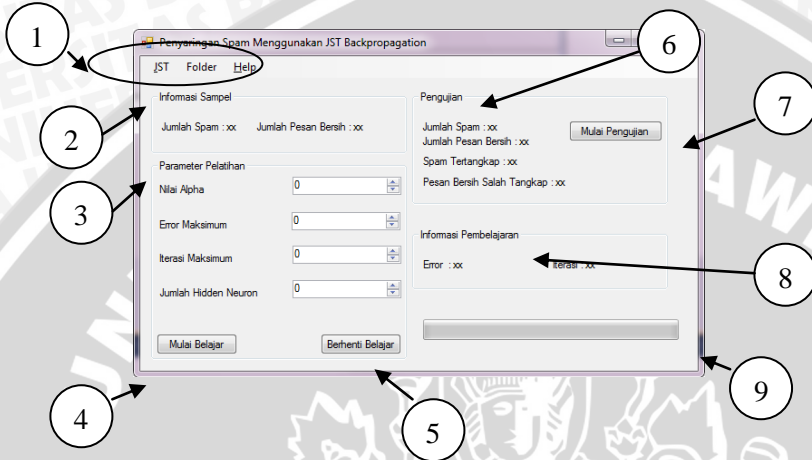 1
Penyaringan Spam Menggunakan JST Backpropagation
6
JST Folder Help
Informasi Sampel
Pengujian
7
2
Jumlah Spam : xx Jumlah Pesan Bersih : xx
Jumlah Spam : xx
Jumlah Pesan Bersih : xx
Mulai Pengujian
Spam Tertangkap : xx
Pesan Bersih Salah Tangkap : xx
Parameter Pelatihan
3
Nilai Alpha 0
Error Maksimum 0
Informasi Pembelajaran
Iterasi Maksimum 0
Error : xx Iterasi : xx
8
Jumlah Hidden Neuron 0
Mulai Belajar Berhenti Belajar
4
5
9